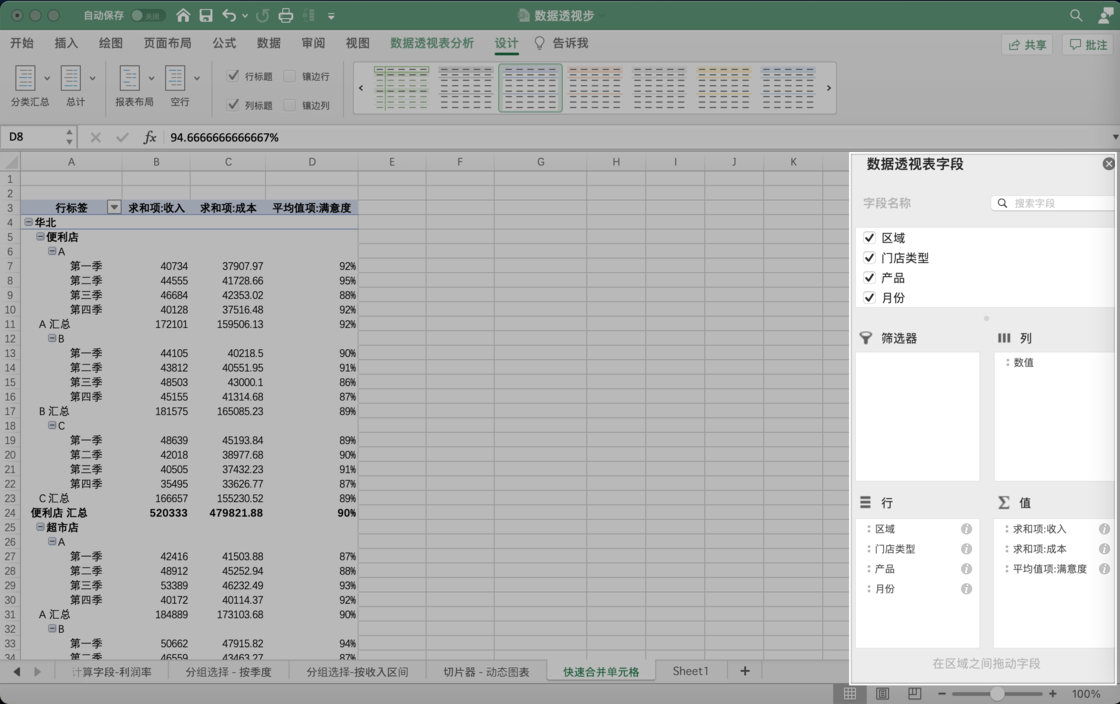 自动保存 关闭 数据透视步
开始 插入 绘图 页面布局 公式 数据 审阅 视图 数据透视表分析 设计 告诉我 共享 批注
行标题 镶边行
分类汇总 总计 报表布局 空行 列标题 镶边列
D8 fx 94.6666666666667%
A B C D E F G H I J K
1
2
3 行标签 求和项:收入 求和项:成本 平均值项:满意度
4 华北
5 便利店
6 A
7 第一季 40734 37907.97 92%
8 第二季 44555 41728.66 95%
9 第三季 46684 42353.02 88%
10 第四季 40128 37516.48 92%
11 A 汇总 172101 159506.13 92%
12 B
13 第一季 44105 40218.5 90%
14 第二季 43812 40551.95 91%
15 第三季 48503 43000.1 86%
16 第四季 45155 41314.68 87%
17 B 汇总 181575 165085.23 89%
18 C
19 第一季 48639 45193.84 89%
20 第二季 42018 38977.68 90%
21 第三季 40505 37432.23 91%
22 第四季 35495 33626.77 87%
23 C 汇总 166657 155230.52 89%
24 便利店 汇总 520333 479821.88 90%
25 超市店
26 A
27 第一季 42416 41503.88 87%
28 第二季 48912 45252.94 88%
29 第三季 53389 46232.49 93%
30 第四季 40172 40114.37 92%
31 A 汇总 184889 173103.68 90%
32 B
33 第一季 50662 47915.82 94%
34 第二季 46559 43463.27 87%
数据透视表字段
字段名称 搜索字段
区域
门店类型
产品
月份
筛选器 列
数值
行 值
区域 求和项:收入
门店类型 求和项:成本
产品 平均值项:满意度
月份
在区域之间拖动字段
计算字段-利润率 分组选择 - 按季度 分组选择-按收入区间 切片器 - 动态图表 快速合并单元格 Sheet1
100%